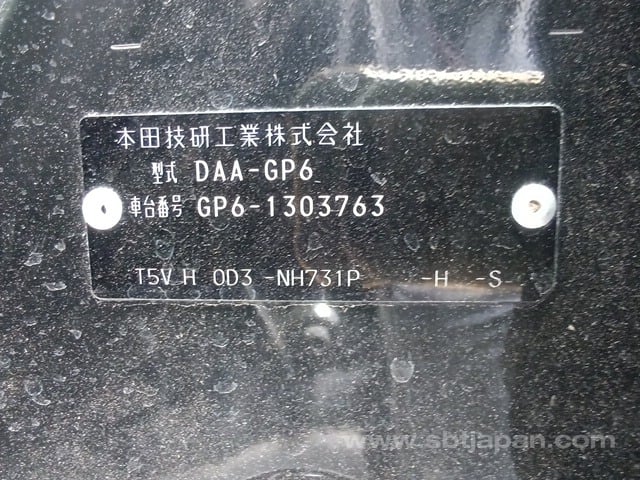 本田技研工業株式会社
型式 DAA-GP6
車台番号 GP6-1303763
T5V H 0D3 -NH731P -H -S
www.sbtjapan.com